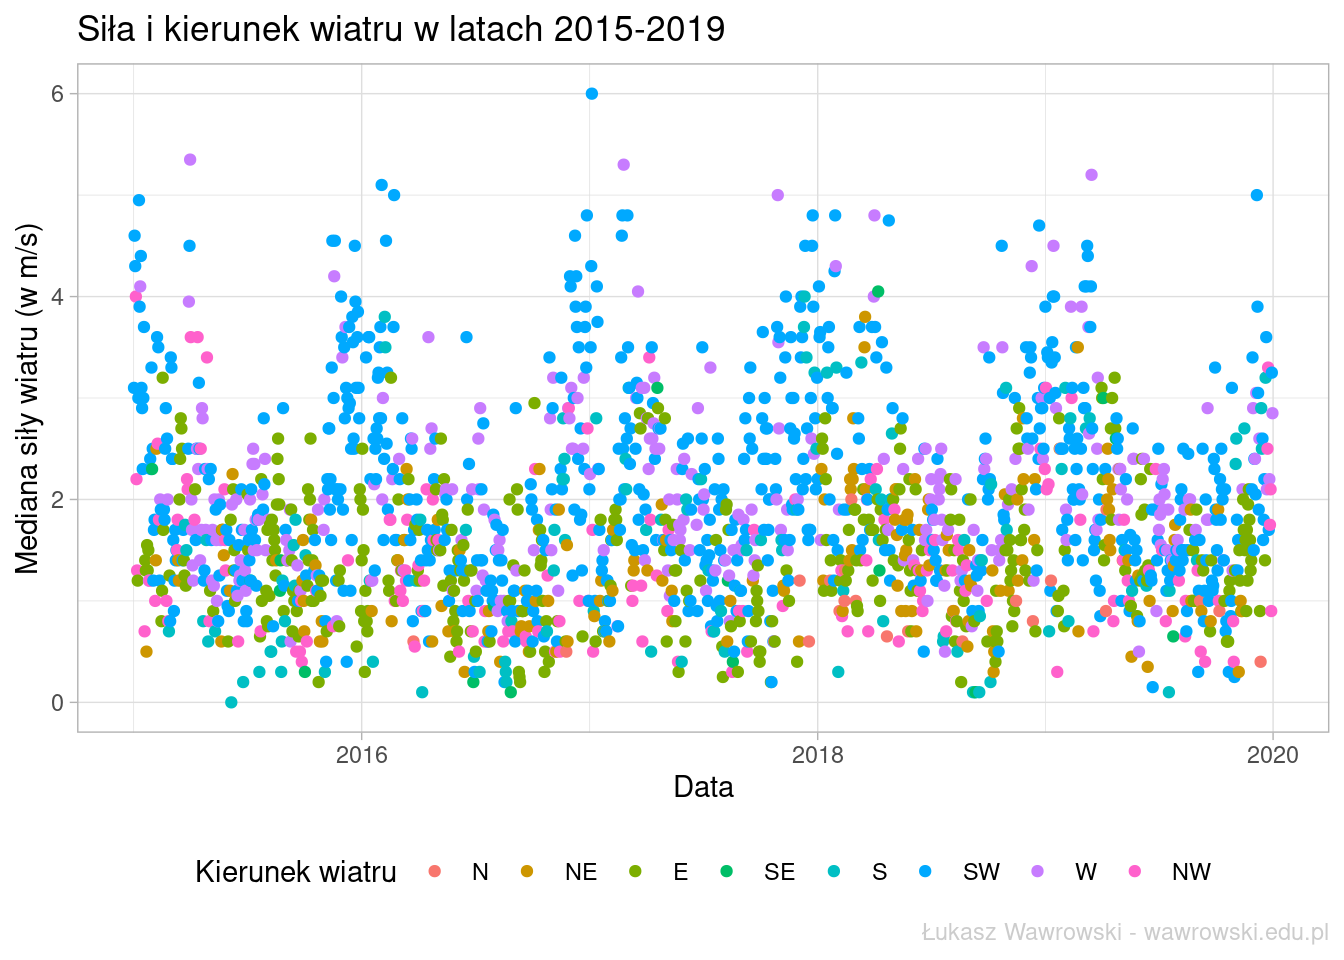 Siła i kierunek wiatru w latach 2015-2019
Mediana siły wiatru (w m/s)
6
4
2
0
2016 2018 2020
Data
Kierunek wiatru N NE E SE S SW W NW
Łukasz Wawrowski - wawrowski.edu.pl